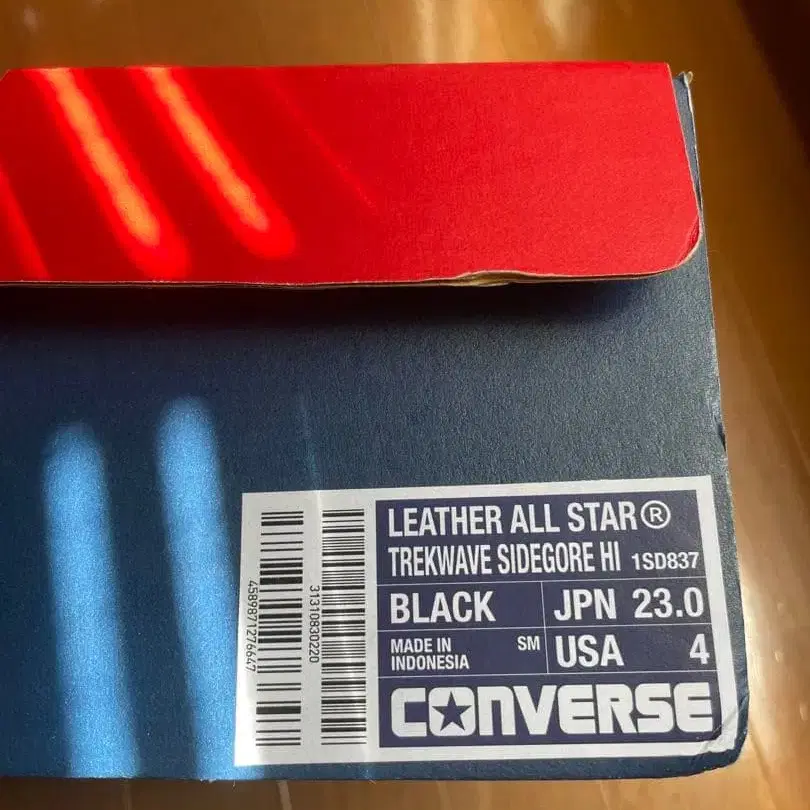 LEATHER ALL STAR®
TREKWAVE SIDEGORE HI 1SD837
BLACK JPN 23.0
MADE IN INDONESIA SM USA 4
CONVERSE
4589871276647
31310830220